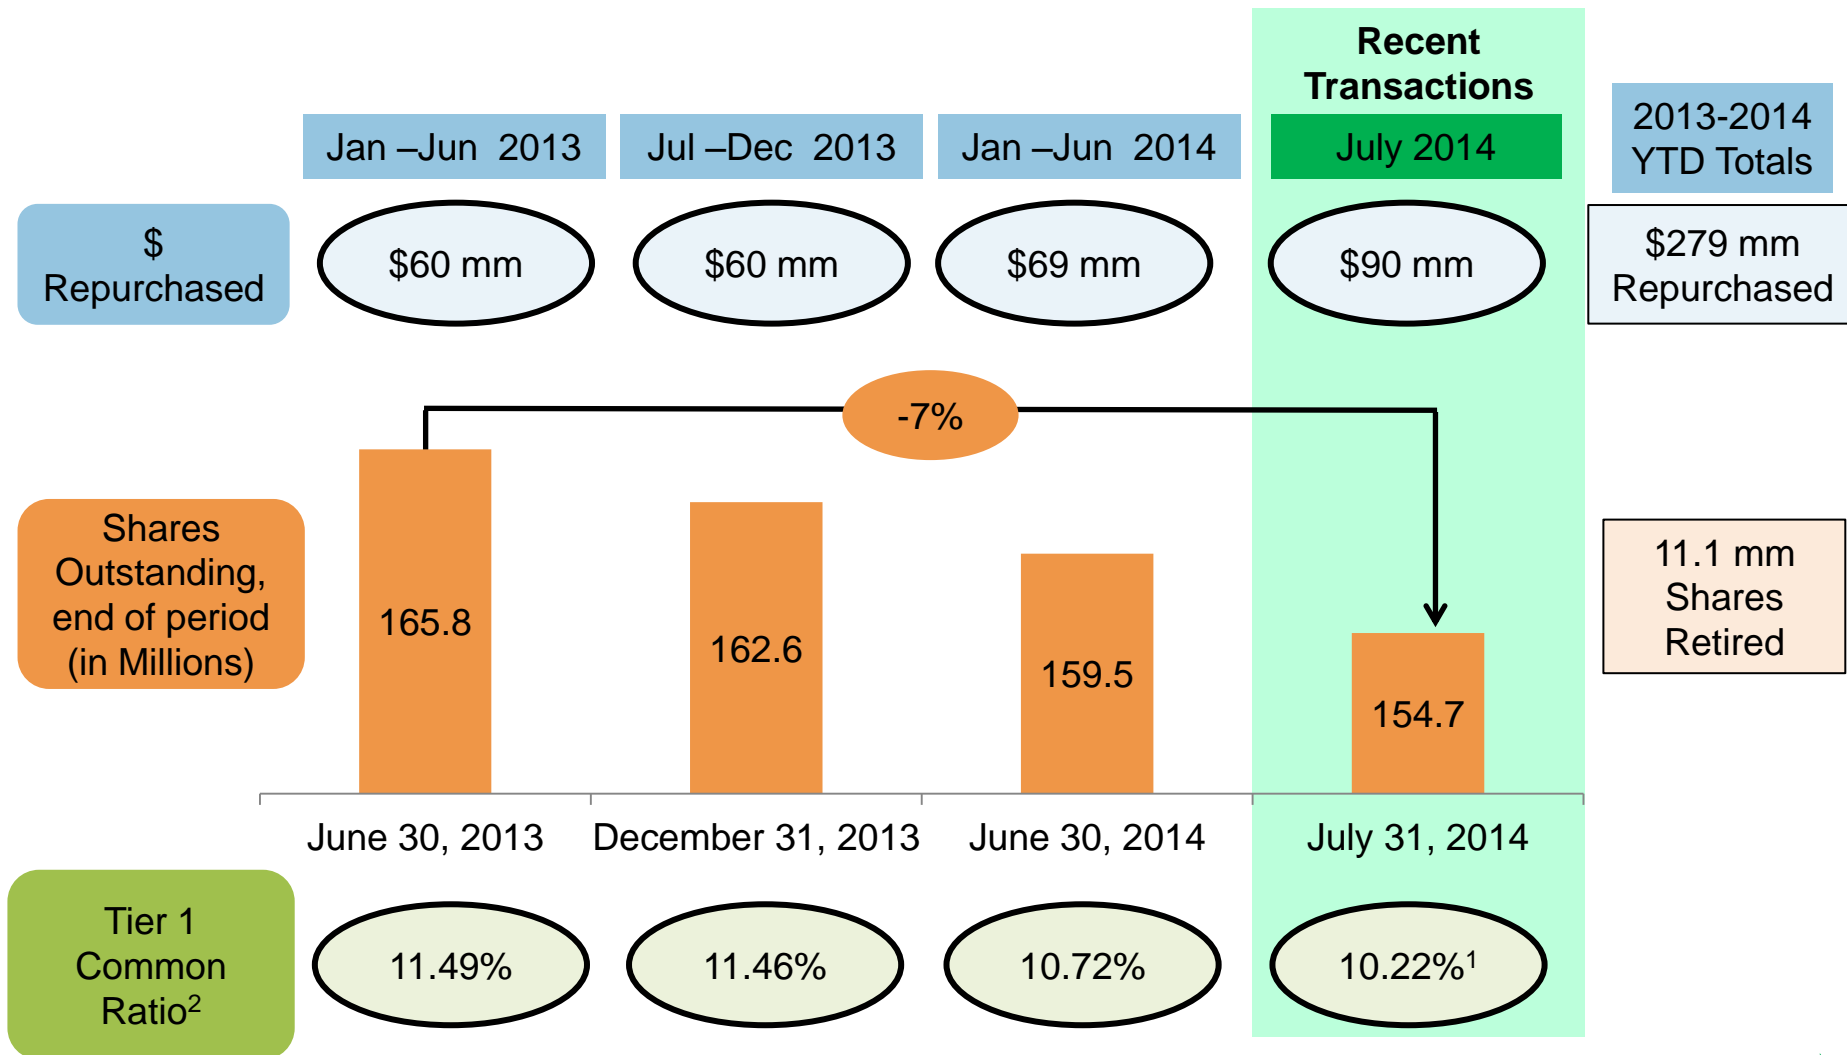 Recent
Transactions
Jan –Jun  2013
Jul –Dec  2013
Jan –Jun  2014
July 2014
2013-2014
YTD Totals
$
Repurchased
$60 mm
$60 mm
$69 mm
$90 mm
$279 mm
Repurchased
-7%
Shares
Outstanding,
end of period
(in Millions)
165.8
162.6
159.5
154.7
11.1 mm
Shares
Retired
June 30, 2013
December 31, 2013
June 30, 2014
July 31, 2014
Tier 1
Common
Ratio²
11.49%
11.46%
10.72%
10.22%¹